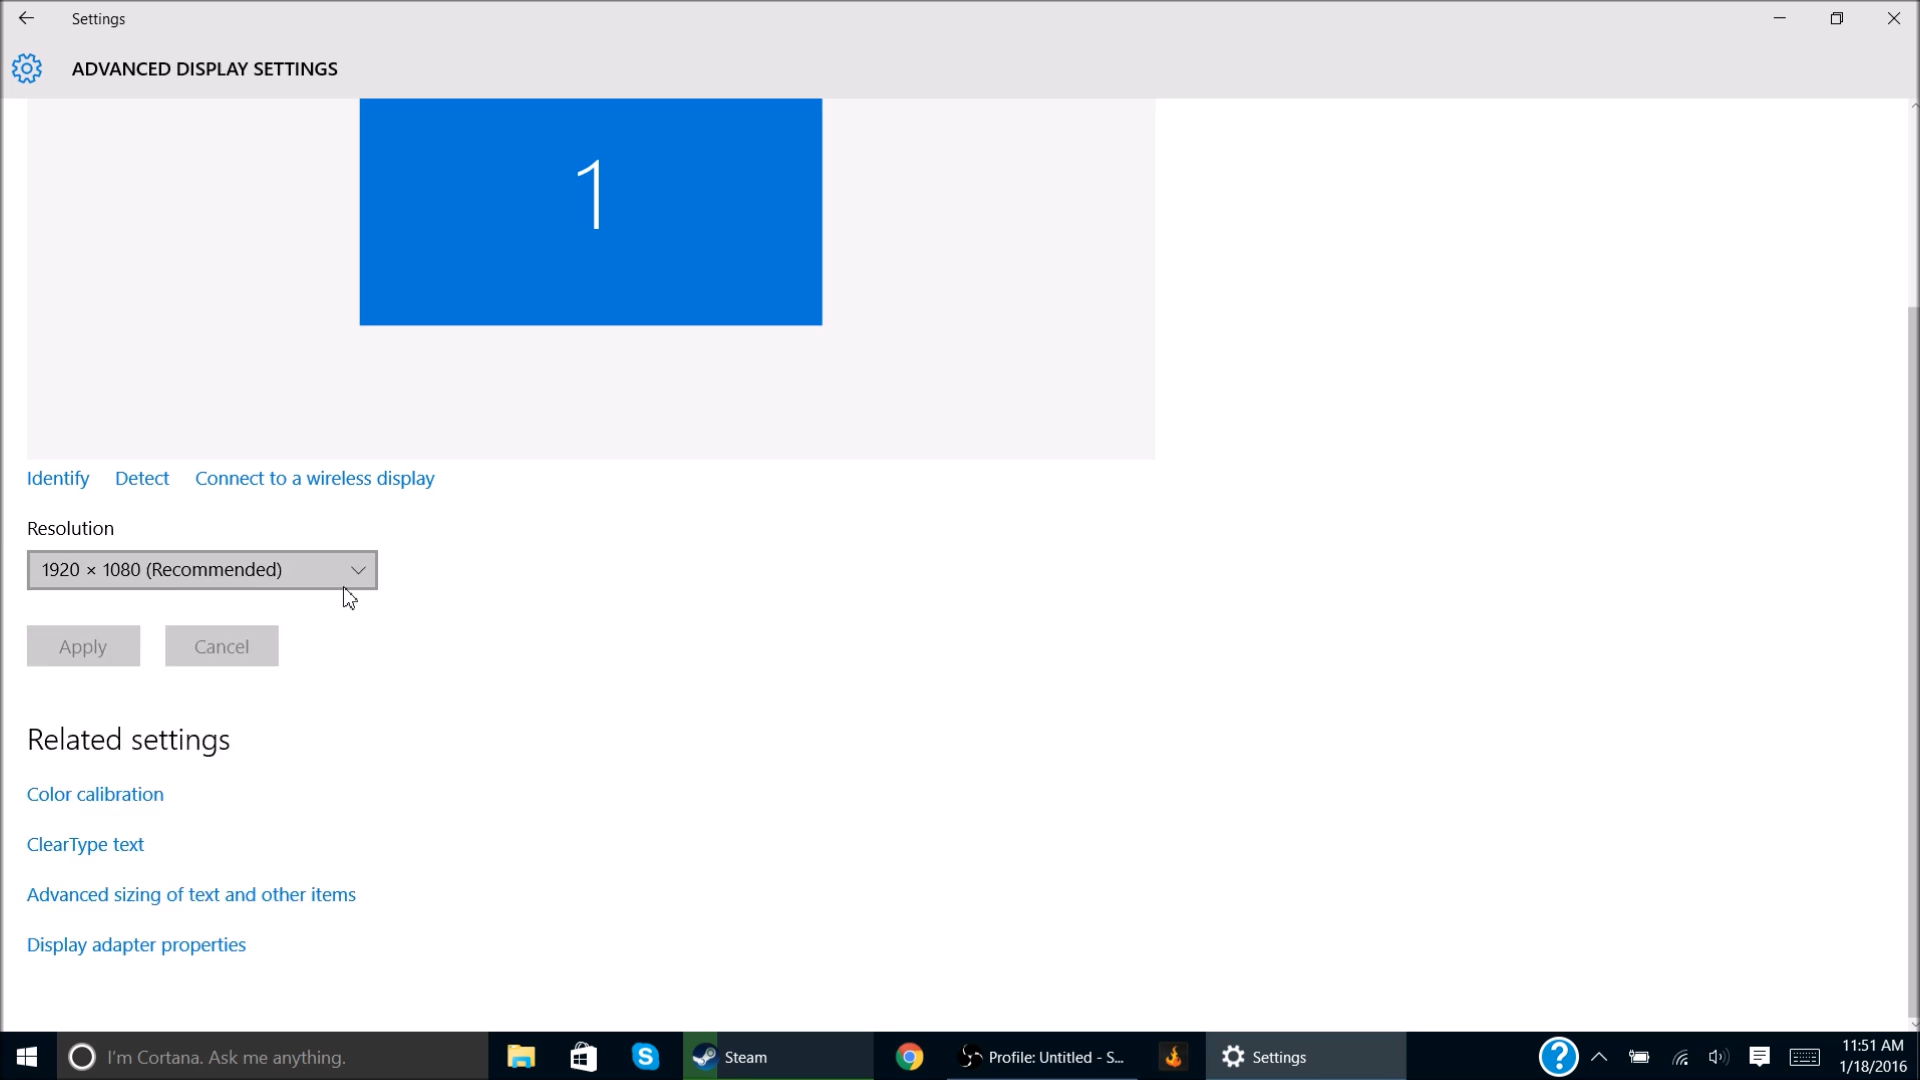 Settings
ADVANCED DISPLAY SETTINGS
1
Identify Detect Connect to a wireless display
Resolution
1920 × 1080 (Recommended)
Apply Cancel
Related settings
Color calibration
ClearType text
Advanced sizing of text and other items
Display adapter properties
I'm Cortana. Ask me anything. Steam Profile: Untitled - S... Settings ? 11:51 AM
1/18/2016